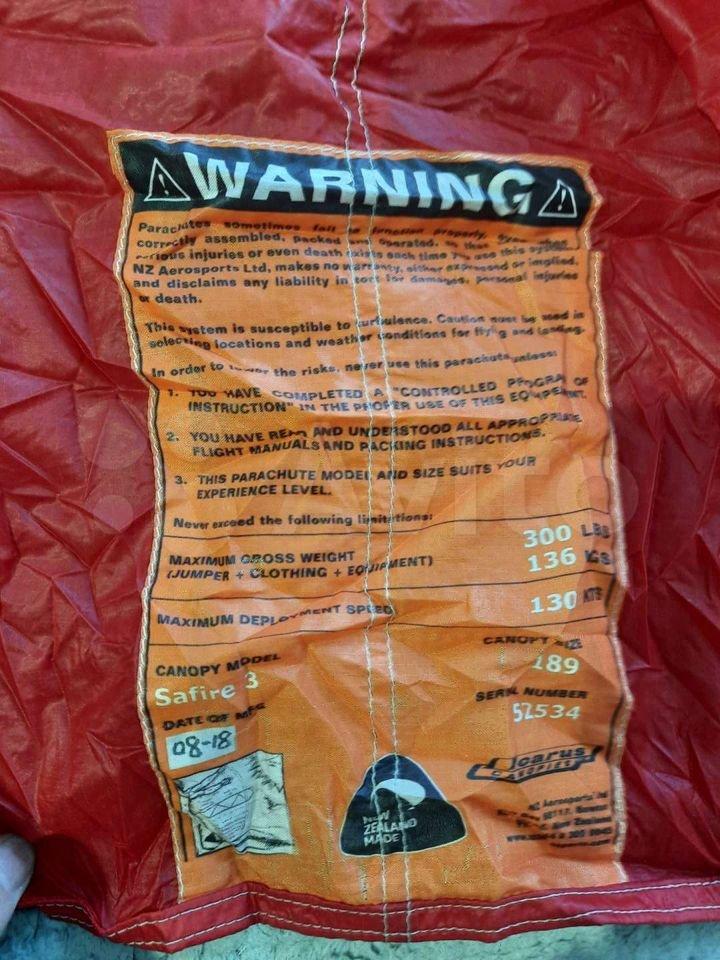 WARNING
Parachutes sometimes fail to function properly, even when
correctly assembled, packed and operated, so that
serious injuries or even death exists each time you use this system.
NZ Aerosports Ltd, makes no warranty, either expressed or implied,
and disclaims any liability in tort for damages, personal injuries
or death.
This system is susceptible to turbulence. Caution must be used in
selecting locations and weather conditions for flying and landing.
In order to lower the risks, never use this parachute unless:
1. YOU HAVE COMPLETED A "CONTROLLED PROGRAM OF
INSTRUCTION" IN THE PROPER USE OF THIS EQUIPMENT.
2. YOU HAVE READ AND UNDERSTOOD ALL APPROPRIATE
FLIGHT MANUALS AND PACKING INSTRUCTIONS.
3. THIS PARACHUTE MODEL AND SIZE SUITS YOUR
EXPERIENCE LEVEL.
Never exceed the following limitations:
MAXIMUM GROSS WEIGHT 300 LBS
(JUMPER + CLOTHING + EQUIPMENT) 136 KGS
MAXIMUM DEPLOYMENT SPEED 130 KTS
CANOPY MODEL CANOPY SIZE
Safire 3 189
DATE OF MFG SERIAL NUMBER
08-18 52534
Icarus
CANOPIES
NEW
ZEALAND
MADE
NZ Aerosports Ltd
New Zealand
Avito